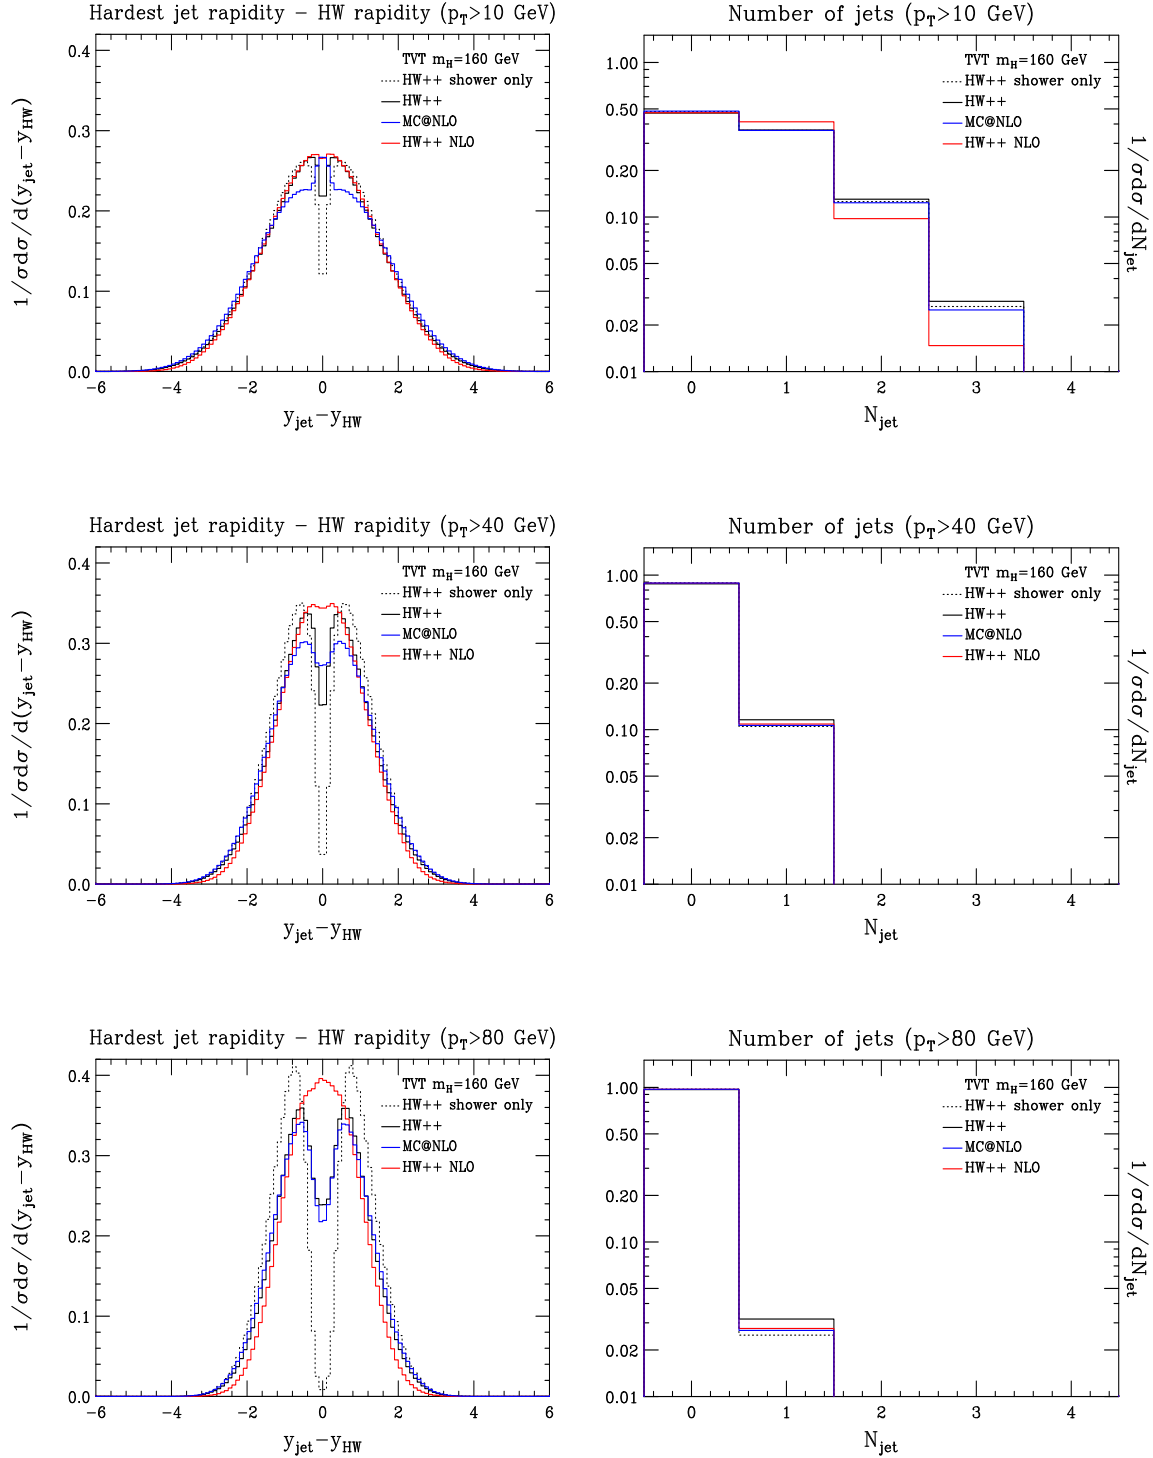 Hardest jet rapidity − HW rapidity (pT>10 GeV)
1/σdσ/d(yjet−yHW)
0.4
0.3
0.2
0.1
0.0
TVT mH=160 GeV
HW++ shower only
HW++
MC@NLO
HW++ NLO
−6 −4 −2 0 2 4 6
yjet−yHW
Number of jets (pT>10 GeV)
1.00
0.50
0.20
0.10
0.05
0.02
0.01
TVT mH=160 GeV
HW++ shower only
HW++
MC@NLO
HW++ NLO
1/σdσ/dNjet
0 1 2 3 4
Njet
Hardest jet rapidity − HW rapidity (pT>40 GeV)
1/σdσ/d(yjet−yHW)
0.4
0.3
0.2
0.1
0.0
TVT mH=160 GeV
HW++ shower only
HW++
MC@NLO
HW++ NLO
−6 −4 −2 0 2 4 6
yjet−yHW
Number of jets (pT>40 GeV)
1.00
0.50
0.20
0.10
0.05
0.02
0.01
TVT mH=160 GeV
HW++ shower only
HW++
MC@NLO
HW++ NLO
1/σdσ/dNjet
0 1 2 3 4
Njet
Hardest jet rapidity − HW rapidity (pT>80 GeV)
1/σdσ/d(yjet−yHW)
0.4
0.3
0.2
0.1
0.0
TVT mH=160 GeV
HW++ shower only
HW++
MC@NLO
HW++ NLO
−6 −4 −2 0 2 4 6
yjet−yHW
Number of jets (pT>80 GeV)
1.00
0.50
0.20
0.10
0.05
0.02
0.01
TVT mH=160 GeV
HW++ shower only
HW++
MC@NLO
HW++ NLO
1/σdσ/dNjet
0 1 2 3 4
Njet